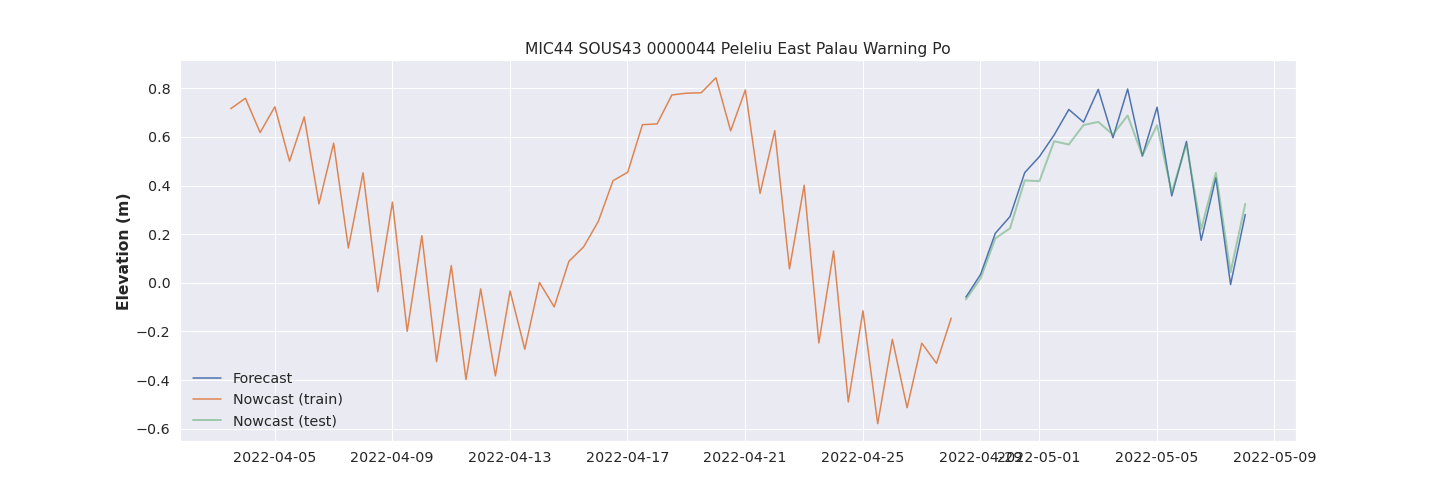 MIC44 SOUS43 0000044 Peleliu East Palau Warning Po
Elevation (m)
0.8
0.6
0.4
0.2
0.0
−0.2
−0.4
−0.6
Forecast
Nowcast (train)
Nowcast (test)
2022-04-05 2022-04-09 2022-04-13 2022-04-17 2022-04-21 2022-04-25 2022-04-29 2022-05-01 2022-05-05 2022-05-09